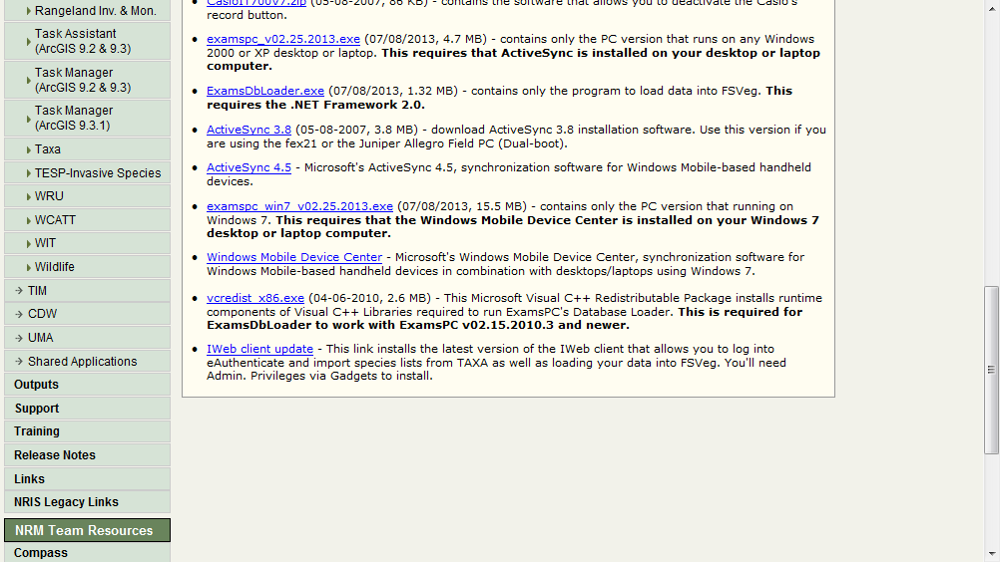 Rangeland Inv. & Mon.
Task Assistant
(ArcGIS 9.2 & 9.3)
Task Manager
(ArcGIS 9.2 & 9.3)
Task Manager
(ArcGIS 9.3.1)
Taxa
TESP-Invasive Species
WRU
WCATT
WIT
Wildlife
TIM
CDW
UMA
Shared Applications
Outputs
Support
Training
Release Notes
Links
NRIS Legacy Links
NRM Team Resources
Compass
CasioIT700V7.zip (05-08-2007, 86 KB) - contains the software that allows you to deactivate the Casio's
record button.
examspc_v02.25.2013.exe (07/08/2013, 4.7 MB) - contains only the PC version that runs on any Windows
2000 or XP desktop or laptop. This requires that ActiveSync is installed on your desktop or laptop
computer.
ExamsDbLoader.exe (07/08/2013, 1.32 MB) - contains only the program to load data into FSVeg. This
requires the .NET Framework 2.0.
ActiveSync 3.8 (05-08-2007, 3.8 MB) - download ActiveSync 3.8 installation software. Use this version if you
are using the fex21 or the Juniper Allegro Field PC (Dual-boot).
ActiveSync 4.5 - Microsoft's ActiveSync 4.5, synchronization software for Windows Mobile-based handheld
devices.
examspc_win7_v02.25.2013.exe (07/08/2013, 15.5 MB) - contains only the PC version that running on
Windows 7. This requires that the Windows Mobile Device Center is installed on your Windows 7
desktop or laptop computer.
Windows Mobile Device Center - Microsoft's Windows Mobile Device Center, synchronization software for
Windows Mobile-based handheld devices in combination with desktops/laptops using Windows 7.
vcredist_x86.exe (04-06-2010, 2.6 MB) - This Microsoft Visual C++ Redistributable Package installs runtime
components of Visual C++ Libraries required to run ExamsPC's Database Loader. This is required for
ExamsDbLoader to work with ExamsPC v02.15.2010.3 and newer.
IWeb client update - This link installs the latest version of the IWeb client that allows you to log into
eAuthenticate and import species lists from TAXA as well as loading your data into FSVeg. You'll need
Admin. Privileges via Gadgets to install.